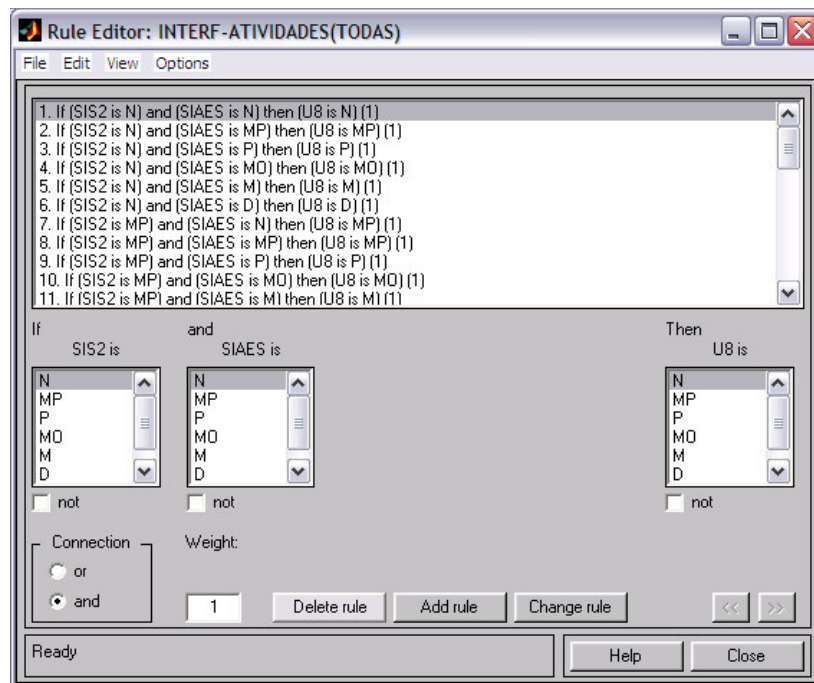 Rule Editor: INTERF-ATIVIDADES(TODAS)
File Edit View Options
1. If (SIS2 is N) and (SIAES is N) then (U8 is N) (1)
2. If (SIS2 is N) and (SIAES is MP) then (U8 is MP) (1)
3. If (SIS2 is N) and (SIAES is P) then (U8 is P) (1)
4. If (SIS2 is N) and (SIAES is MO) then (U8 is MO) (1)
5. If (SIS2 is N) and (SIAES is M) then (U8 is M) (1)
6. If (SIS2 is N) and (SIAES is D) then (U8 is D) (1)
7. If (SIS2 is MP) and (SIAES is N) then (U8 is MP) (1)
8. If (SIS2 is MP) and (SIAES is MP) then (U8 is MP) (1)
9. If (SIS2 is MP) and (SIAES is P) then (U8 is P) (1)
10. If (SIS2 is MP) and (SIAES is MO) then (U8 is MO) (1)
11. If (SIS2 is MP) and (SIAES is M) then (U8 is M) (1)
If and Then
SIS2 is SIAES is U8 is
N N N
MP MP MP
P P P
MO MO MO
M M M
D D D
not not not
Connection Weight:
or
and 1 Delete rule Add rule Change rule << >>
Ready Help Close